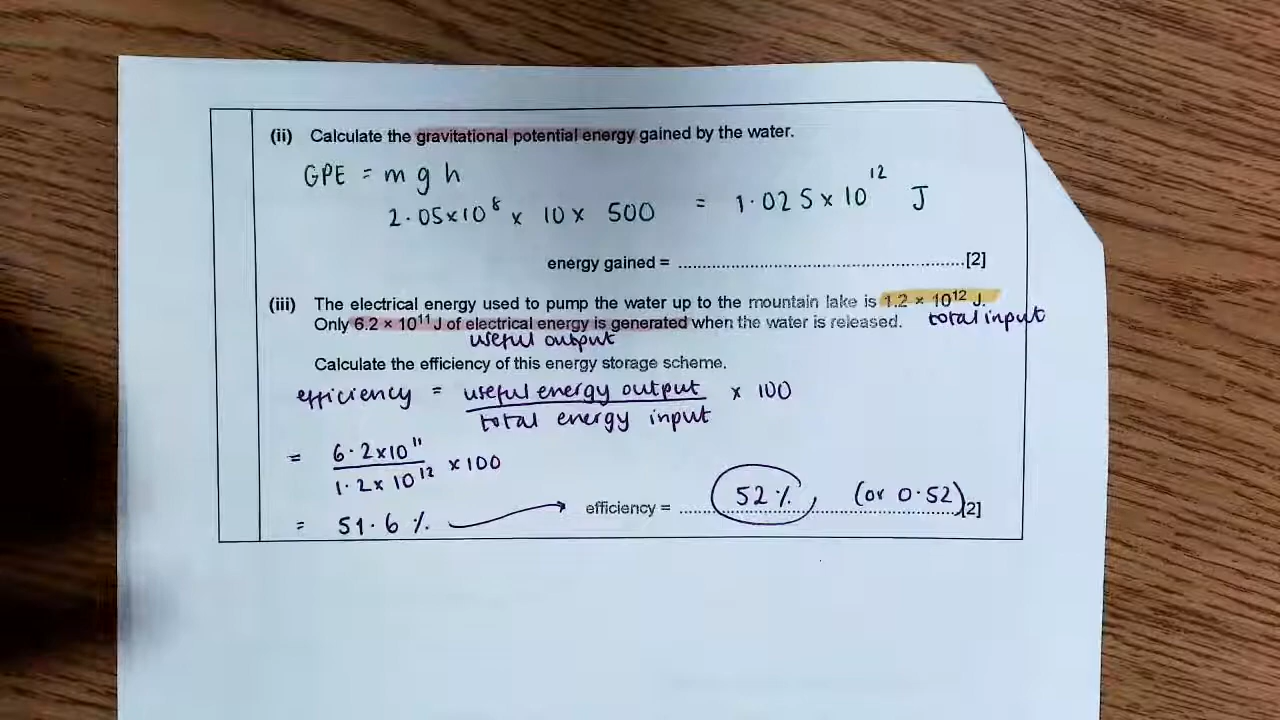 (ii) Calculate the gravitational potential energy gained by the water.
GPE = m g h
2.05×10⁸ × 10 × 500 = 1.025 × 10¹² J
energy gained = ................................................[2]
(iii) The electrical energy used to pump the water up to the mountain lake is 1.2 × 10¹² J.
total input
Only 6.2 × 10¹¹ J of electrical energy is generated when the water is released.
useful output
Calculate the efficiency of this energy storage scheme.
efficiency = useful energy output × 100
total energy input
= 6.2×10¹¹
1.2× 10¹² ×100
= 51.6 % efficiency = 52%, (or 0.52) [2]